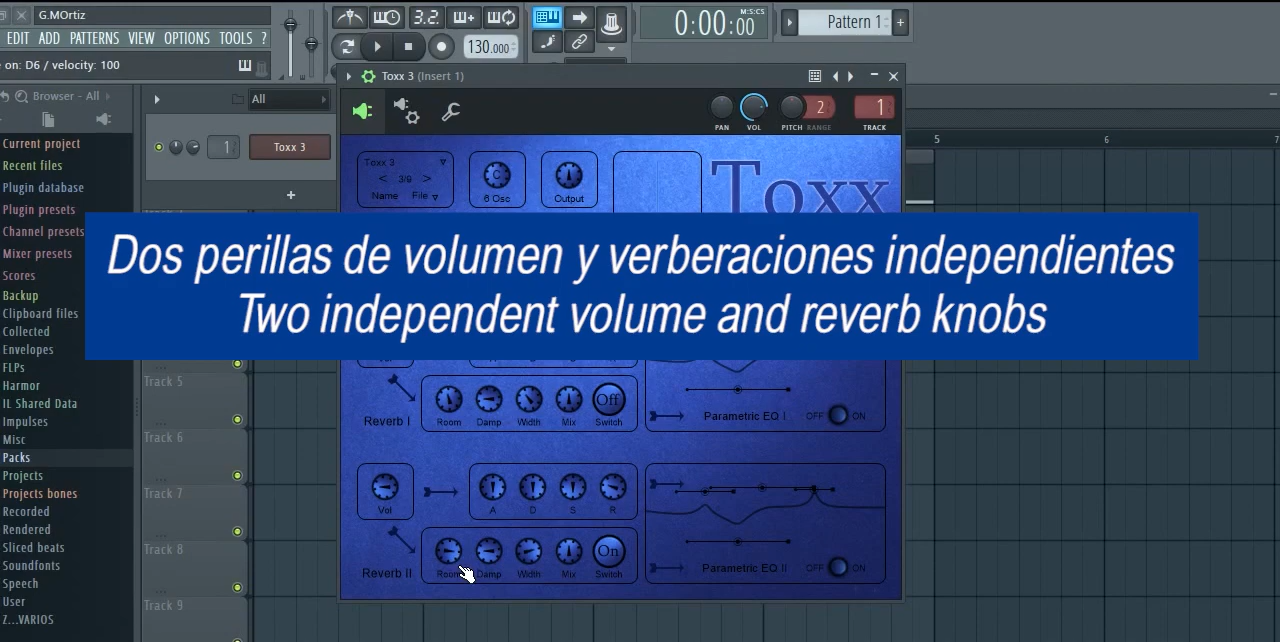 G.MOrtiz
EDIT ADD PATTERNS VIEW OPTIONS TOOLS ?
on: D6 / velocity: 100
3.2.
130.000
M:S:CS
0:00:00
Pattern 1
Browser - All
All
Current project
Recent files
Plugin database
Plugin presets
Channel presets
Mixer presets
Scores
Backup
Clipboard files
Collected
Envelopes
FLPs
Harmor
IL Shared Data
Impulses
Misc
Packs
Projects
Projects bones
Recorded
Rendered
Sliced beats
Soundfonts
Speech
User
Z...VARIOS
1
Toxx 3
Track 5
Track 6
Track 7
Track 8
Track 9
5
6
7
Toxx 3 (Insert 1)
PAN VOL PITCH RANGE 2
1
TRACK
Toxx 3
< 3/9 >
Name File
C
6 Osc
Output
Toxx
Dos perillas de volumen y verberaciones independientes
Two independent volume and reverb knobs
Reverb I
Room Damp Width Mix Switch
Off
Parametric EQ I
OFF ON
Vol
A D S R
Reverb II
Room Damp Width Mix Switch
On
Parametric EQ II
OFF ON